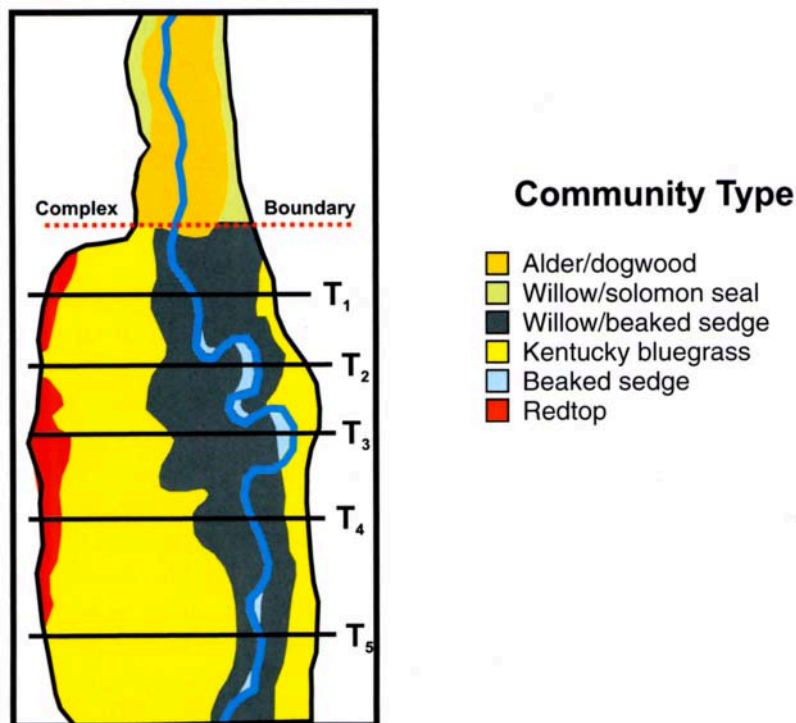 Complex Boundary
T1
T2
T3
T4
T5
Community Type
Alder/dogwood
Willow/solomon seal
Willow/beaked sedge
Kentucky bluegrass
Beaked sedge
Redtop